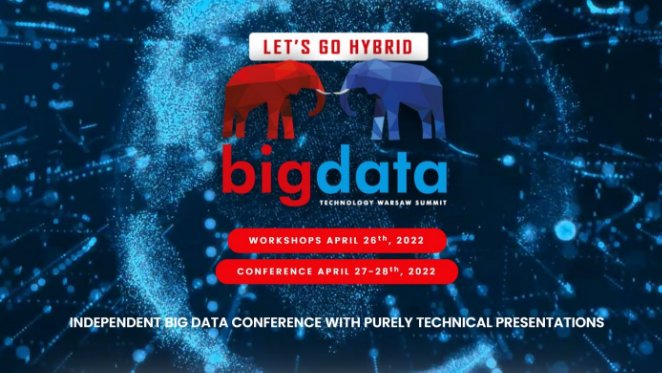 LET'S GO HYBRID
bigdata
TECHNOLOGY WARSAW SUMMIT
WORKSHOPS APRIL 26th, 2022
CONFERENCE APRIL 27-28th, 2022
INDEPENDENT BIG DATA CONFERENCE WITH PURELY TECHNICAL PRESENTATIONS